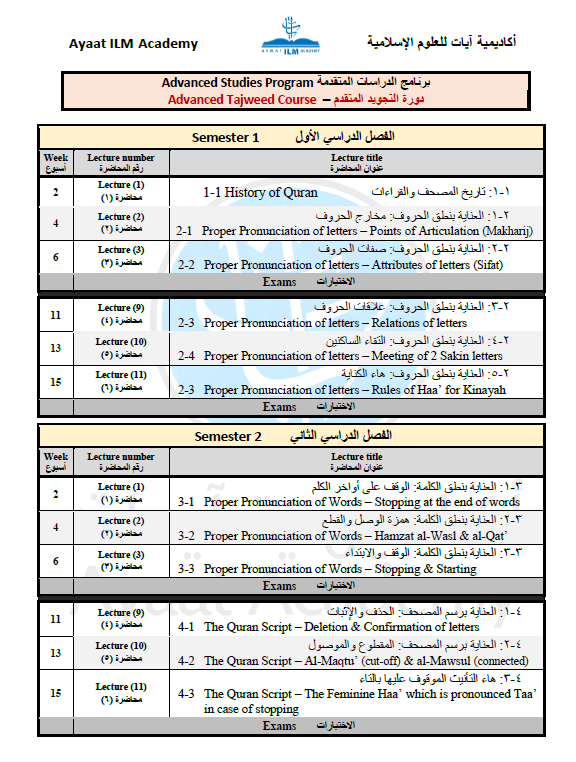 Ayaat ILM Academy
AYAAT ILM ACADEMY
أكاديمية آيات للعلوم الإسلامية
Advanced Studies Program برنامج الدراسات المتقدمة
Advanced Tajweed Course – دورة التجويد المتقدم
Semester 1 الفصل الدراسي الأول
Week Lecture number Lecture title
أسبوع رقم المحاضرة عنوان المحاضرة
2 Lecture (1) 1-1 History of Quran ١-١: تاريخ المصحف والقراءات
محاضرة (١)
4 Lecture (2) ٢-١: العناية بنطق الحروف: مخارج الحروف
محاضرة (٢) 2-1 Proper Pronunciation of letters – Points of Articulation (Makharij)
6 Lecture (3) ٢-٢: العناية بنطق الحروف: صفات الحروف
محاضرة (٣) 2-2 Proper Pronunciation of letters – Attributes of letters (Sifat)
Exams الاختبارات
11 Lecture (9) ٢-٣: العناية بنطق الحروف: علاقات الحروف
محاضرة (٤) 2-3 Proper Pronunciation of letters – Relations of letters
13 Lecture (10) ٢-٤: العناية بنطق الحروف: التقاء الساكنين
محاضرة (٥) 2-4 Proper Pronunciation of letters – Meeting of 2 Sakin letters
15 Lecture (11) ٢-٥: العناية بنطق الحروف: هاء الكناية
محاضرة (٦) 2-3 Proper Pronunciation of letters – Rules of Haa’ for Kinayah
Exams الاختبارات
Semester 2 الفصل الدراسي الثاني
Week Lecture number Lecture title
أسبوع رقم المحاضرة عنوان المحاضرة
2 Lecture (1) ٣-١: العناية بنطق الكلمة: الوقف على أواخر الكلم
محاضرة (١) 3-1 Proper Pronunciation of Words – Stopping at the end of words
4 Lecture (2) ٣-٢: العناية بنطق الكلمة: همزة الوصل والقطع
محاضرة (٢) 3-2 Proper Pronunciation of Words – Hamzat al-Wasl & al-Qat’
6 Lecture (3) ٣-٣: العناية بنطق الكلمة: الوقف والابتداء
محاضرة (٣) 3-3 Proper Pronunciation of Words – Stopping & Starting
Exams الاختبارات
11 Lecture (9) ٤-١: العناية برسم المصحف: الحذف والإثبات
محاضرة (٤) 4-1 The Quran Script – Deletion & Confirmation of letters
13 Lecture (10) ٤-٢: العناية برسم المصحف: المقطوع والموصول
محاضرة (٥) 4-2 The Quran Script – Al-Maqtu’ (cut-off) & al-Mawsul (connected)
15 Lecture (11) ٤-٣: هاء التأنيث الموقوف عليها بالتاء
محاضرة (٦) 4-3 The Quran Script – The Feminine Haa’ which is pronounced Taa’
in case of stopping
Exams الاختبارات